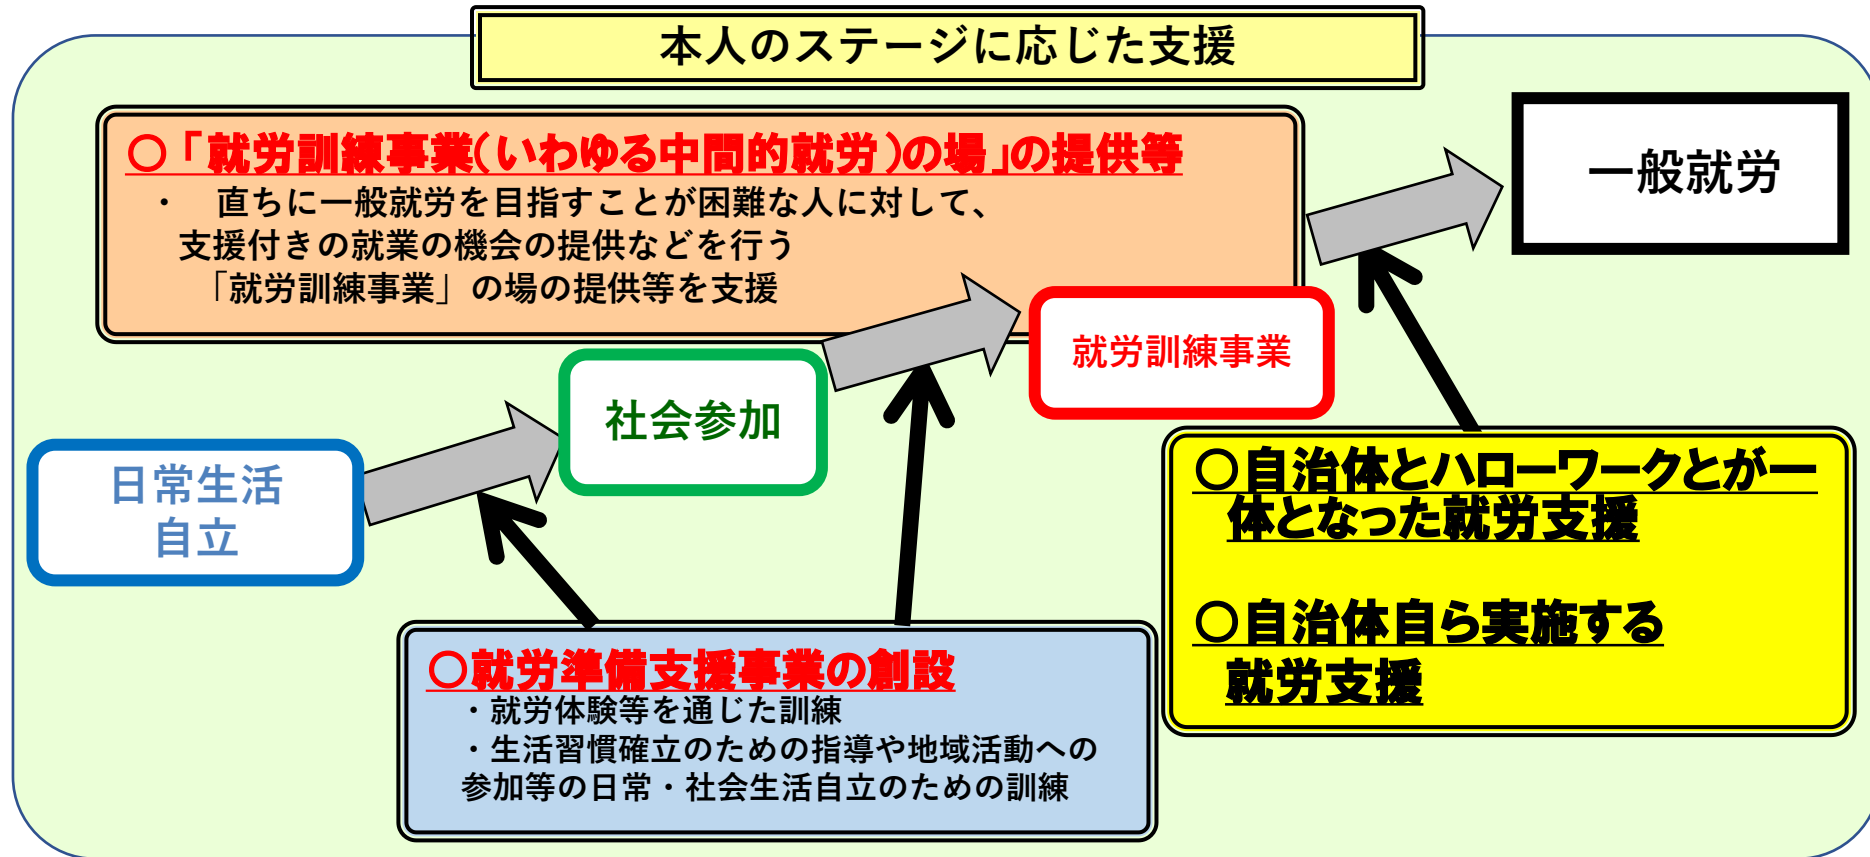 本人のステージに応じた支援
〇「就労訓練事業(いわゆる中間的就労)の場」の提供等
・　直ちに一般就労を目指すことが困難な人に対して、
支援付きの就業の機会の提供などを行う
「就労訓練事業」の場の提供等を支援
一般就労
就労訓練事業
社会参加
日常生活
自立
〇自治体とハローワークとが一
体となった就労支援
〇自治体自ら実施する
就労支援
〇就労準備支援事業の創設
・就労体験等を通じた訓練
・生活習慣確立のための指導や地域活動への
参加等の日常・社会生活自立のための訓練